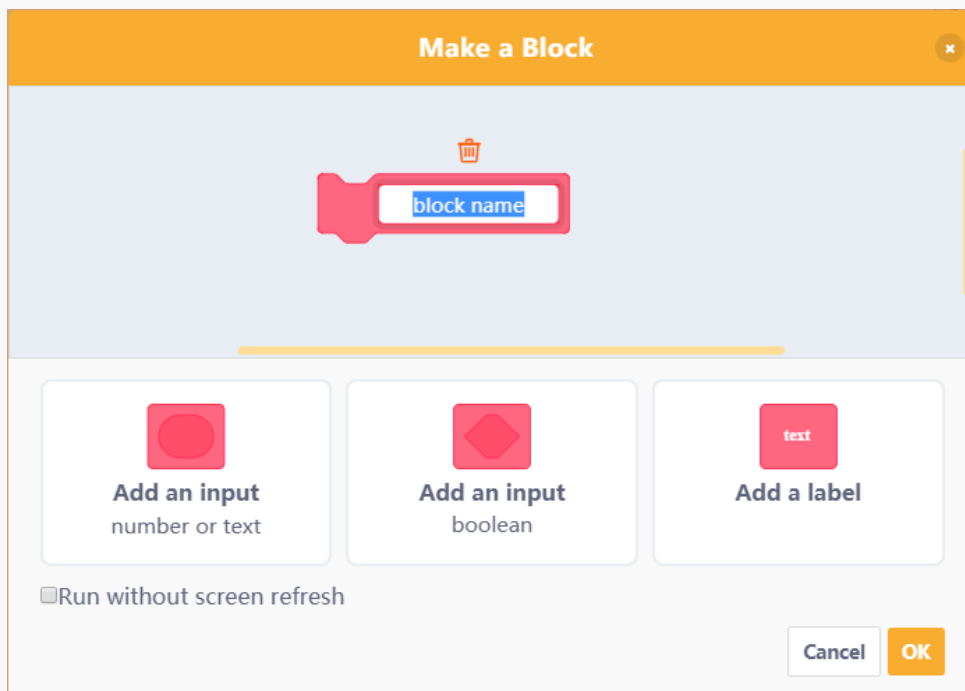 Make a Block
block name
text
Add an input
number or text
Add an input
boolean
Add a label
Run without screen refresh
Cancel
OK